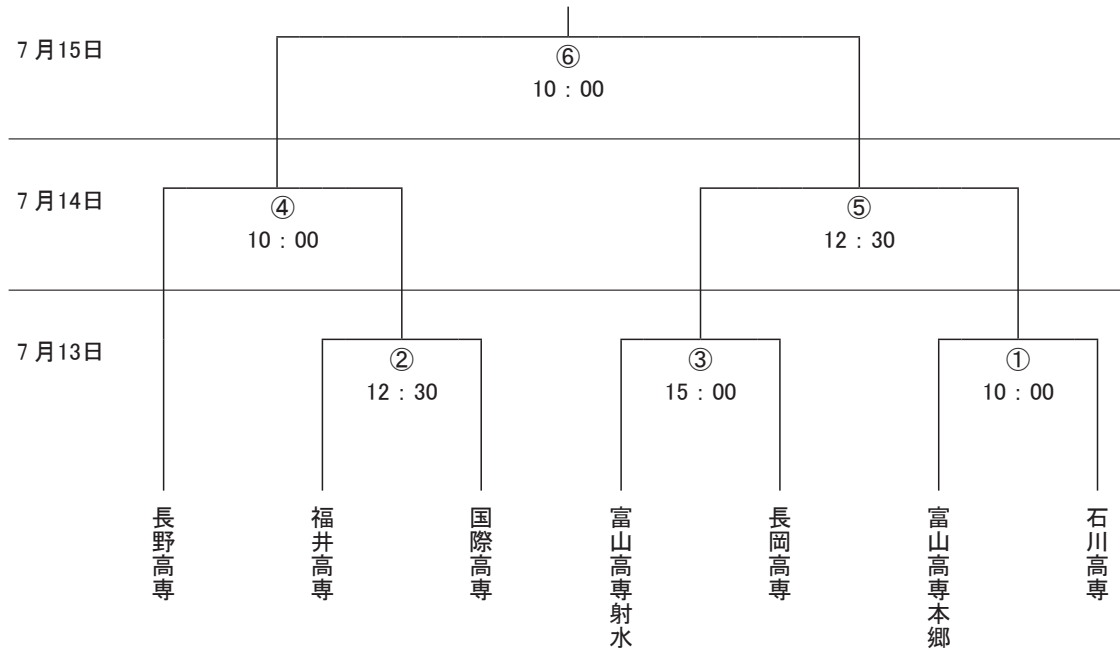 7月15日
⑥
10：00
7月14日
④
10：00
⑤
12：30
7月13日
②
12：30
③
15：00
①
10：00
長野高専
福井高専
国際高専
富山高専射水
長岡高専
富山高専本郷
石川高専